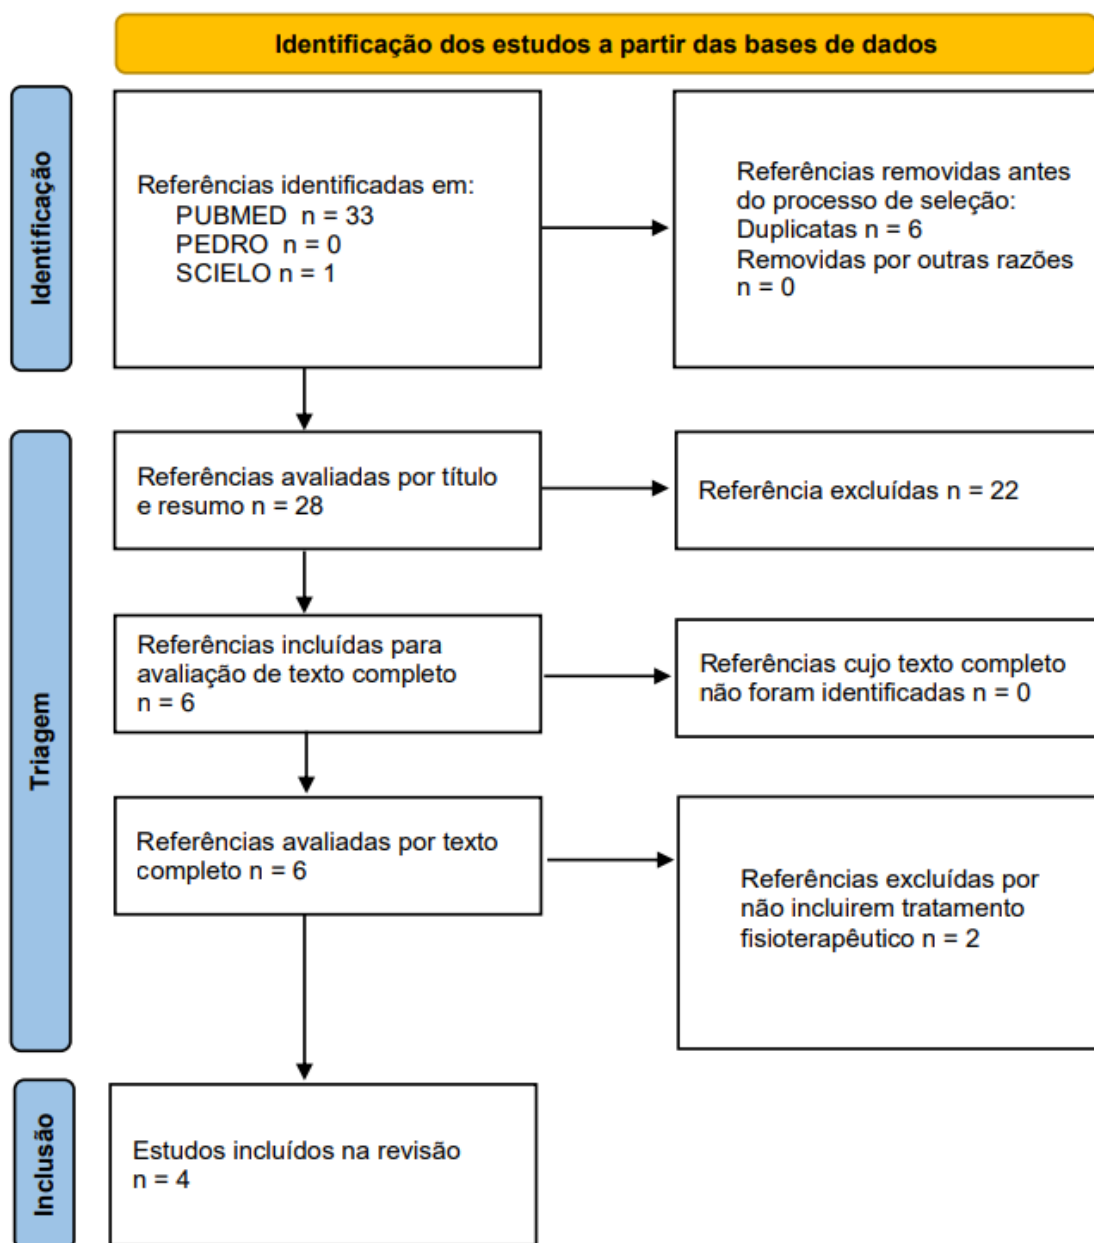 Identificação dos estudos a partir das bases de dados
Identificação
Referências identificadas em:
PUBMED n = 33
PEDRO n = 0
SCIELO n = 1
Referências removidas antes
do processo de seleção:
Duplicatas n = 6
Removidas por outras razões
n = 0
Triagem
Referências avaliadas por título
e resumo n = 28
Referência excluídas n = 22
Referências incluídas para
avaliação de texto completo
n = 6
Referências cujo texto completo
não foram identificadas n = 0
Referências avaliadas por texto
completo n = 6
Referências excluídas por
não incluirem tratamento
fisioterapêutico n = 2
Inclusão
Estudos incluídos na revisão
n = 4